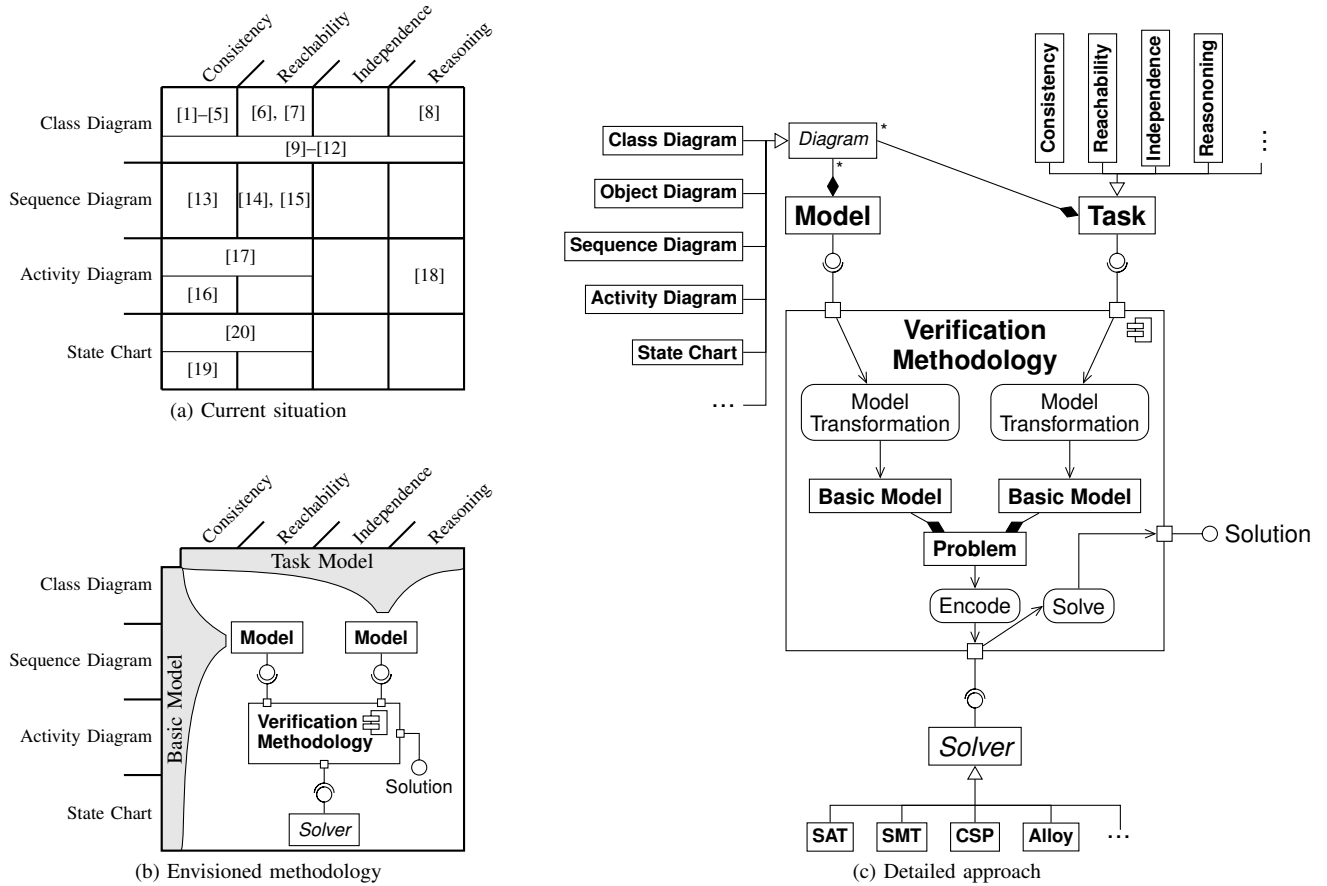 Consistency
Reachability
Independence
Reasoning
Class Diagram
[1]–[5]
[6], [7]
[8]
[9]–[12]
Sequence Diagram
[13]
[14], [15]
Activity Diagram
[17]
[18]
[16]
State Chart
[20]
[19]
(a) Current situation
Consistency
Reachability
Independence
Reasoning
Task Model
Basic Model
Class Diagram
Sequence Diagram
Activity Diagram
State Chart
Model
Model
Verification
Methodology
Solution
Solver
(b) Envisioned methodology
Consistency
Reachability
Independence
Reasononing
...
Class Diagram
Object Diagram
Sequence Diagram
Activity Diagram
State Chart
...
Diagram
*
*
Model
Task
Verification
Methodology
Model
Transformation
Model
Transformation
Basic Model
Basic Model
Problem
Encode
Solve
Solution
Solver
SAT
SMT
CSP
Alloy
...
(c) Detailed approach